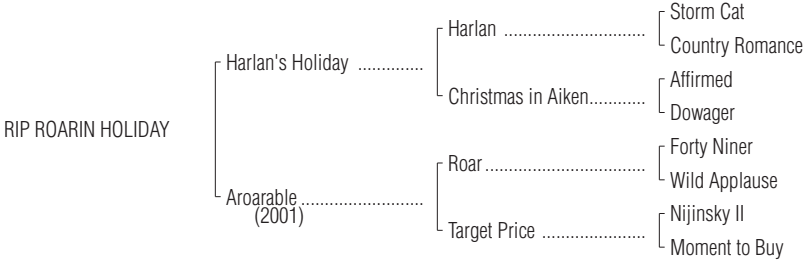 Storm Cat
Harlan ..............................
Country Romance
Harlan's Holiday ..............
Affirmed
Christmas in Aiken............
Dowager
RIP ROARIN HOLIDAY
Forty Niner
Roar..................................
Wild Applause
Aroarable ..........................
(2001)
Nijinsky II
Target Price ......................
Moment to Buy